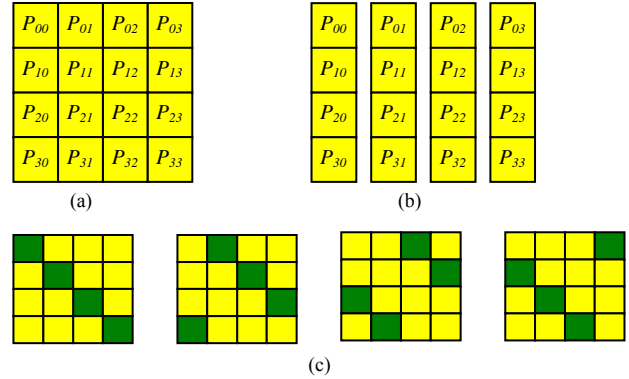 P00 P01 P02 P03 P00 P01 P02 P03
P10 P11 P12 P13 P10 P11 P12 P13
P20 P21 P22 P23 P20 P21 P22 P23
P30 P31 P32 P33 P30 P31 P32 P33
(a) (b)
(c)